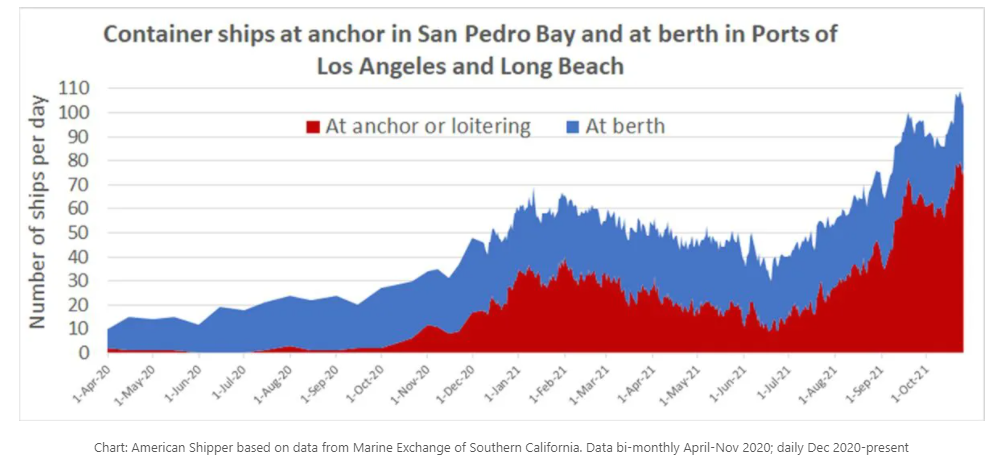 Container ships at anchor in San Pedro Bay and at berth in Ports of
Los Angeles and Long Beach
Number of ships per day
110
100
90
80
70
60
50
40
30
20
10
0
At anchor or loitering
At berth
1-Apr-20
1-May-20
1-Jun-20
1-Jul-20
1-Aug-20
1-Sep-20
1-Oct-20
1-Nov-20
1-Dec-20
1-Jan-21
1-Feb-21
1-Mar-21
1-Apr-21
1-May-21
1-Jun-21
1-Jul-21
1-Aug-21
1-Sep-21
1-Oct-21
Chart: American Shipper based on data from Marine Exchange of Southern California. Data bi-monthly April-Nov 2020; daily Dec 2020-present